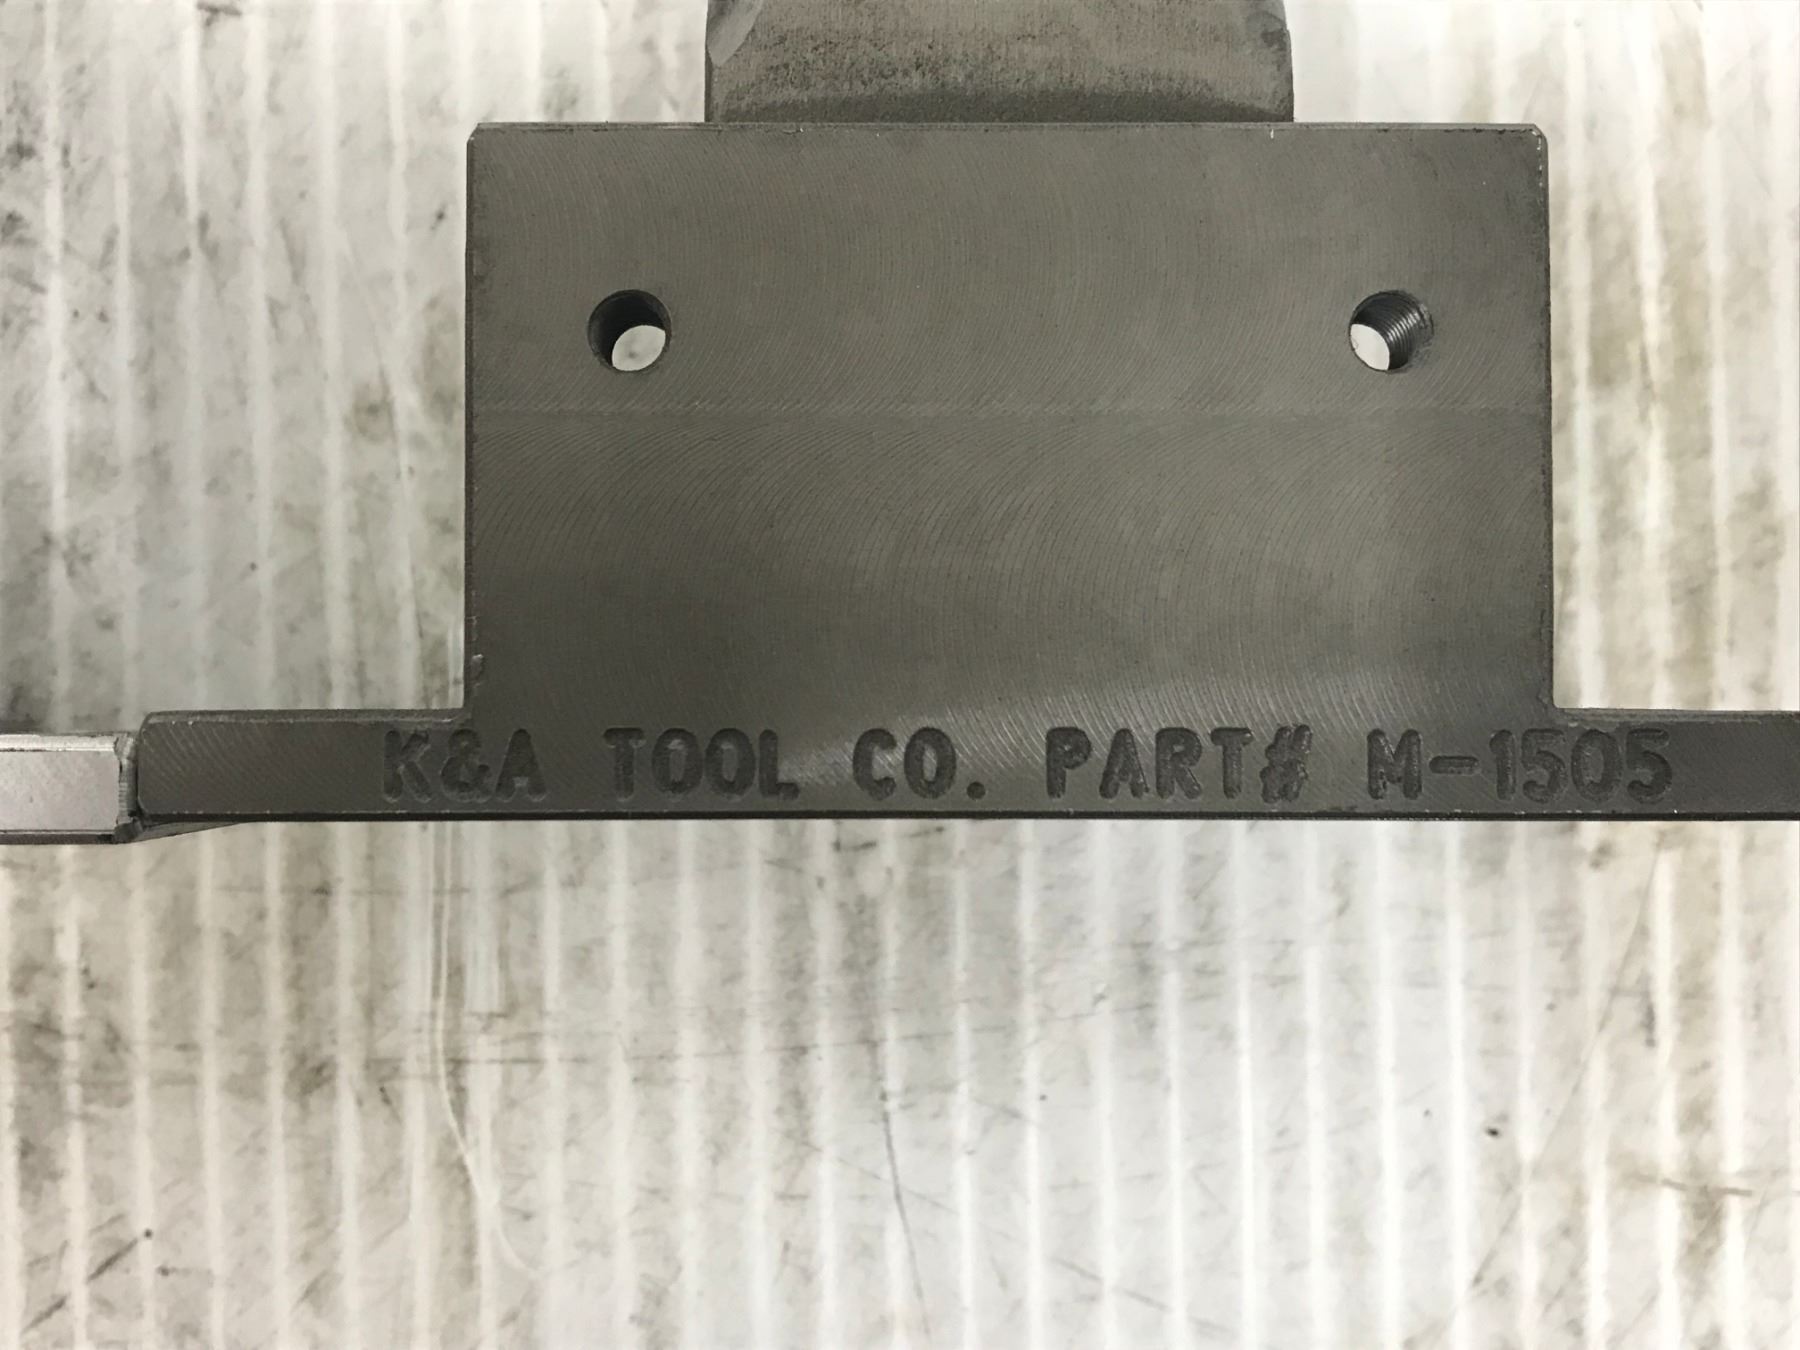 K&A TOOL CO. PART# M-1505